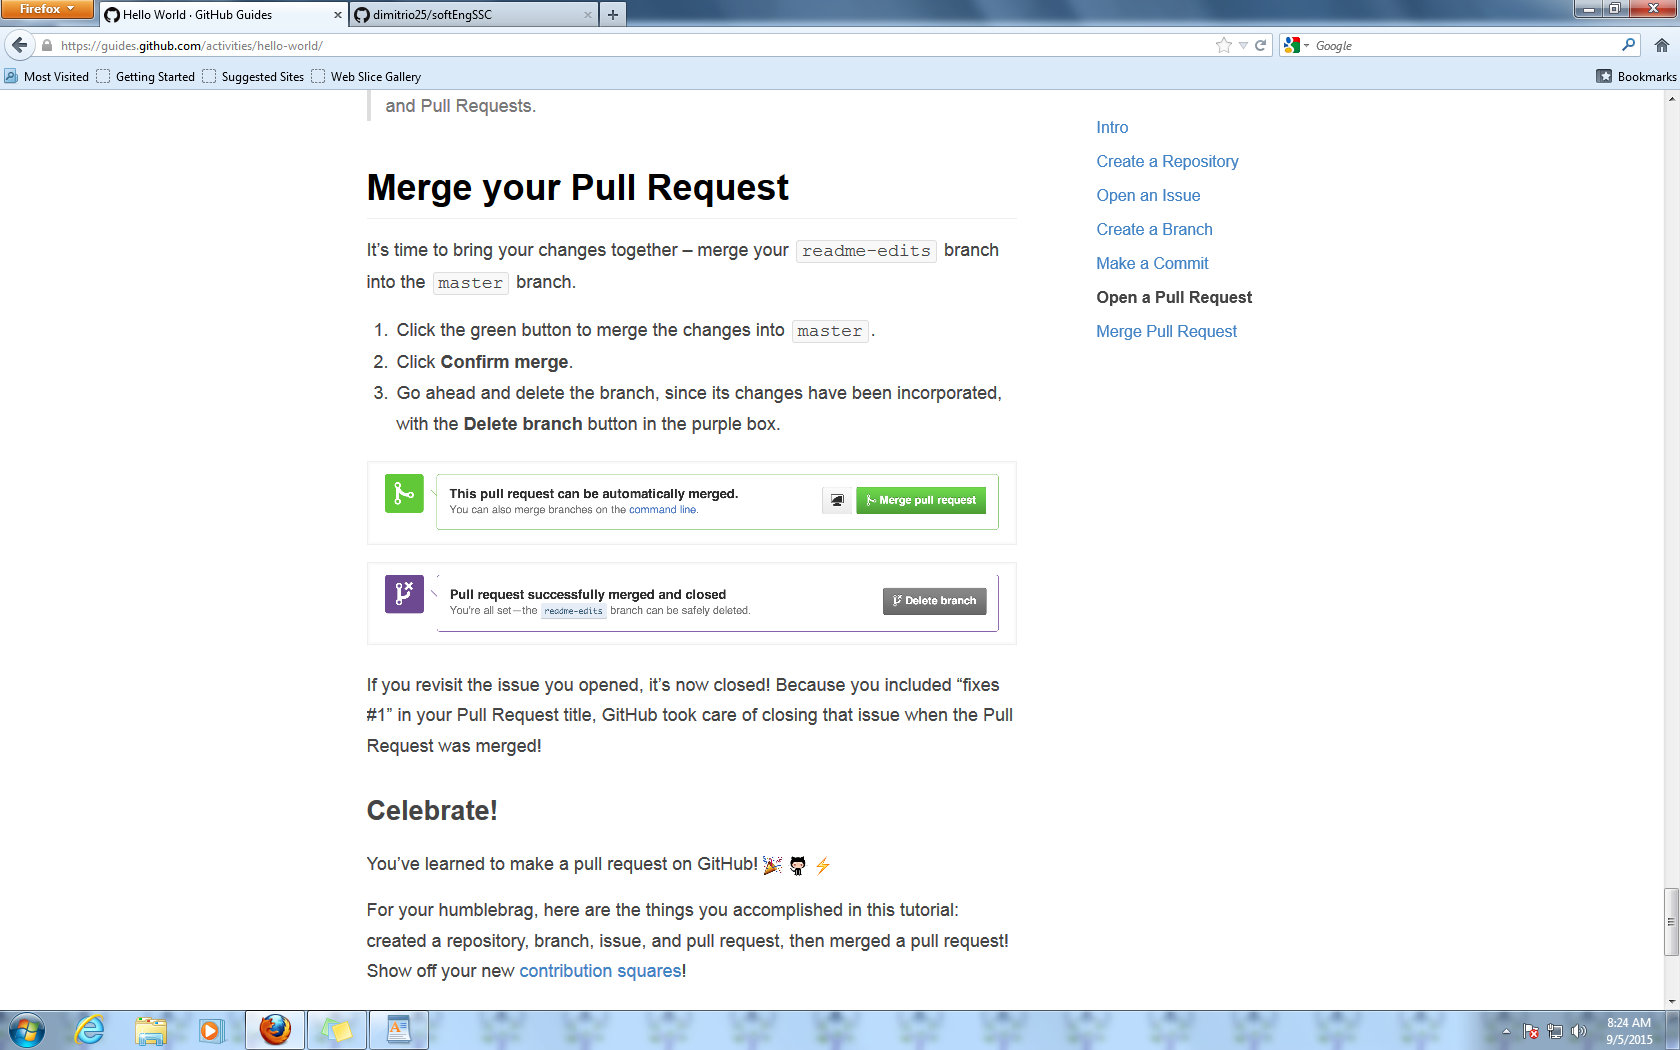 Firefox
Hello World · GitHub Guides
dimitrio25/softEngSSC
https://guides.github.com/activities/hello-world/
Google
Most Visited
Getting Started
Suggested Sites
Web Slice Gallery
Bookmarks
and Pull Requests.
Merge your Pull Request
It’s time to bring your changes together – merge your readme-edits branch
into the master branch.
1. Click the green button to merge the changes into master.
2. Click Confirm merge.
3. Go ahead and delete the branch, since its changes have been incorporated,
with the Delete branch button in the purple box.
This pull request can be automatically merged.
You can also merge branches on the command line.
Merge pull request
Pull request successfully merged and closed
You're all set—the readme-edits branch can be safely deleted.
Delete branch
If you revisit the issue you opened, it’s now closed! Because you included “fixes
#1” in your Pull Request title, GitHub took care of closing that issue when the Pull
Request was merged!
Celebrate!
You’ve learned to make a pull request on GitHub!
For your humblebrag, here are the things you accomplished in this tutorial:
created a repository, branch, issue, and pull request, then merged a pull request!
Show off your new contribution squares!
Intro
Create a Repository
Open an Issue
Create a Branch
Make a Commit
Open a Pull Request
Merge Pull Request
8:24 AM
9/5/2015